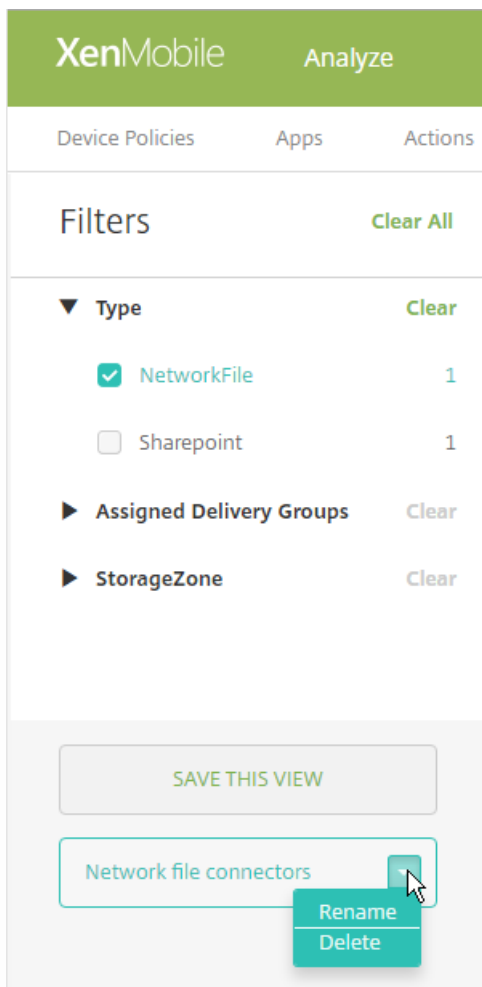 XenMobile Analyze
Device Policies Apps Actions
Filters Clear All
Type Clear
NetworkFile 1
Sharepoint 1
Assigned Delivery Groups Clear
StorageZone Clear
SAVE THIS VIEW
Network file connectors
Rename
Delete